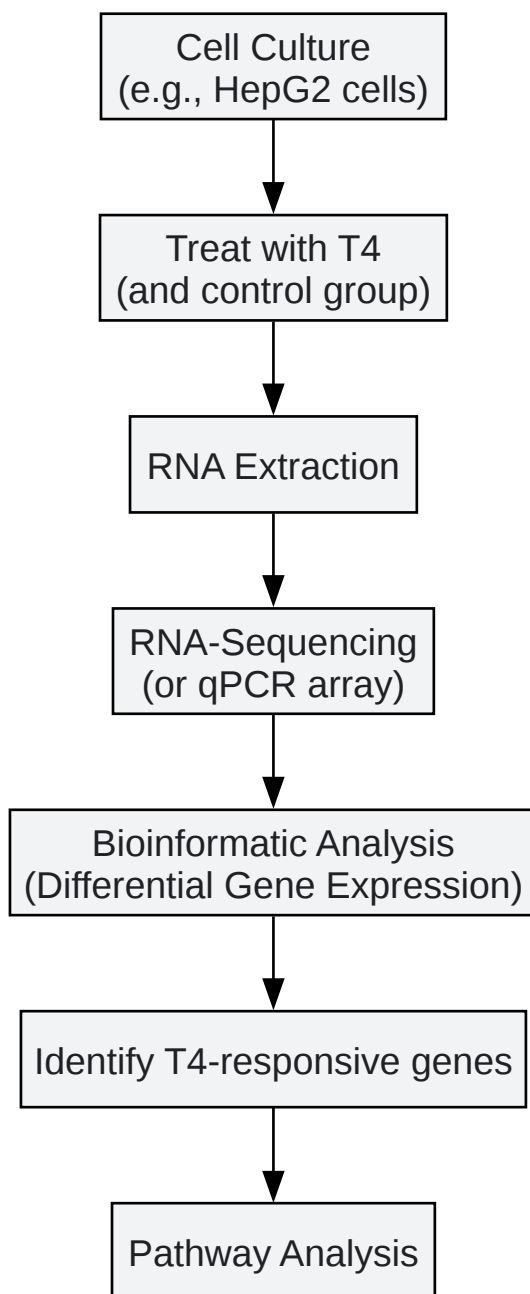 Cell Culture
(e.g., HepG2 cells)
Treat with T4
(and control group)
RNA Extraction
RNA-Sequencing
(or qPCR array)
Bioinformatic Analysis
(Differential Gene Expression)
Identify T4-responsive genes
Pathway Analysis